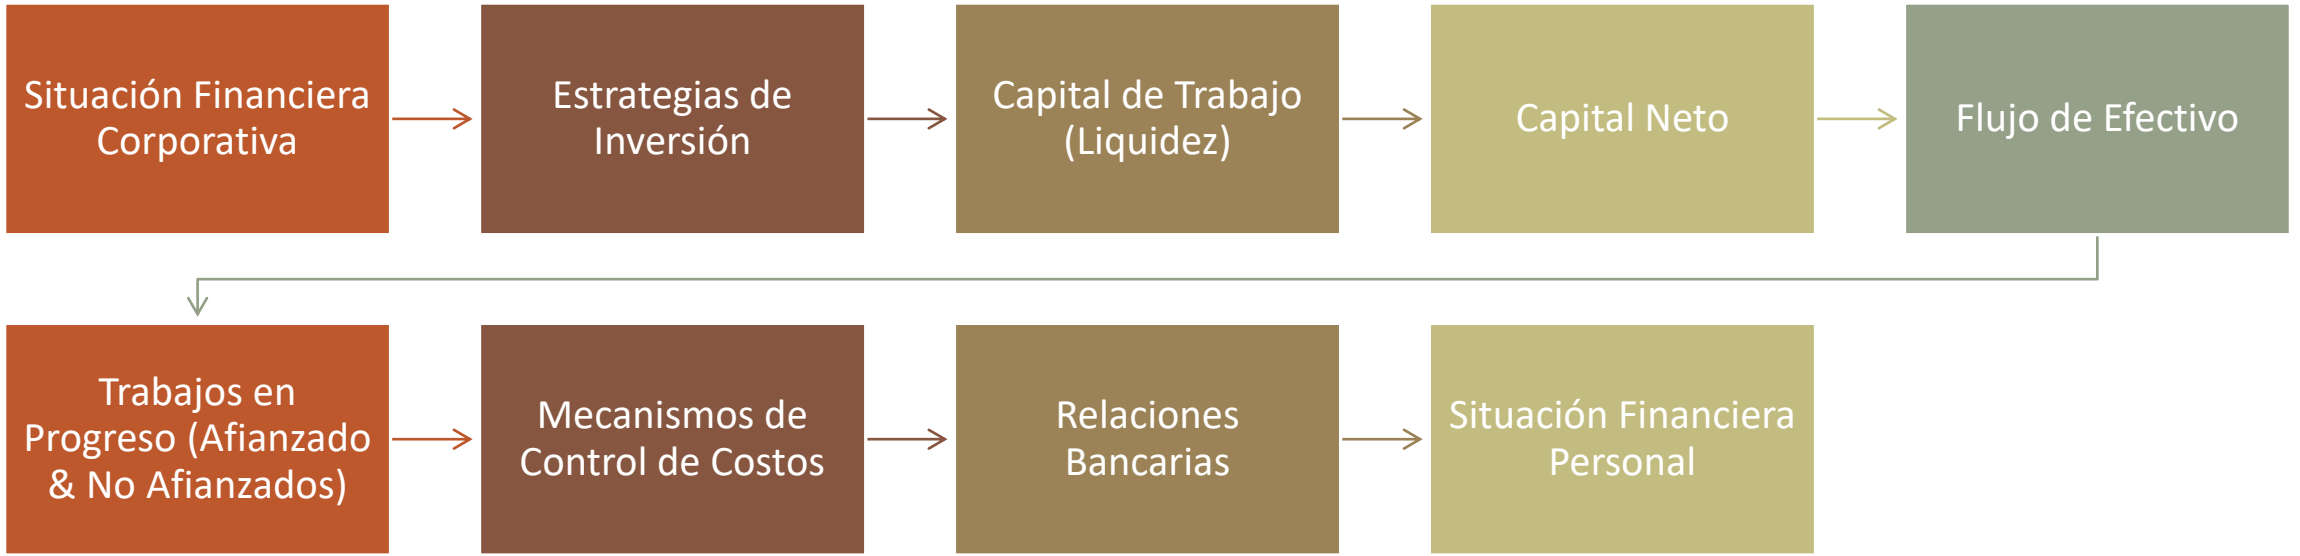 Situación Financiera
Corporativa
Estrategias de
Inversión
Capital de Trabajo
(Liquidez)
Capital Neto
Flujo de Efectivo
Trabajos en
Progreso (Afianzado
& No Afianzados)
Mecanismos de
Control de Costos
Relaciones
Bancarias
Situación Financiera
Personal